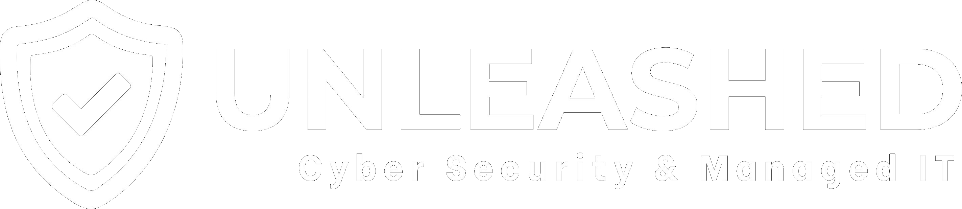 UNLEASHED
Cyber Security & Managed IT